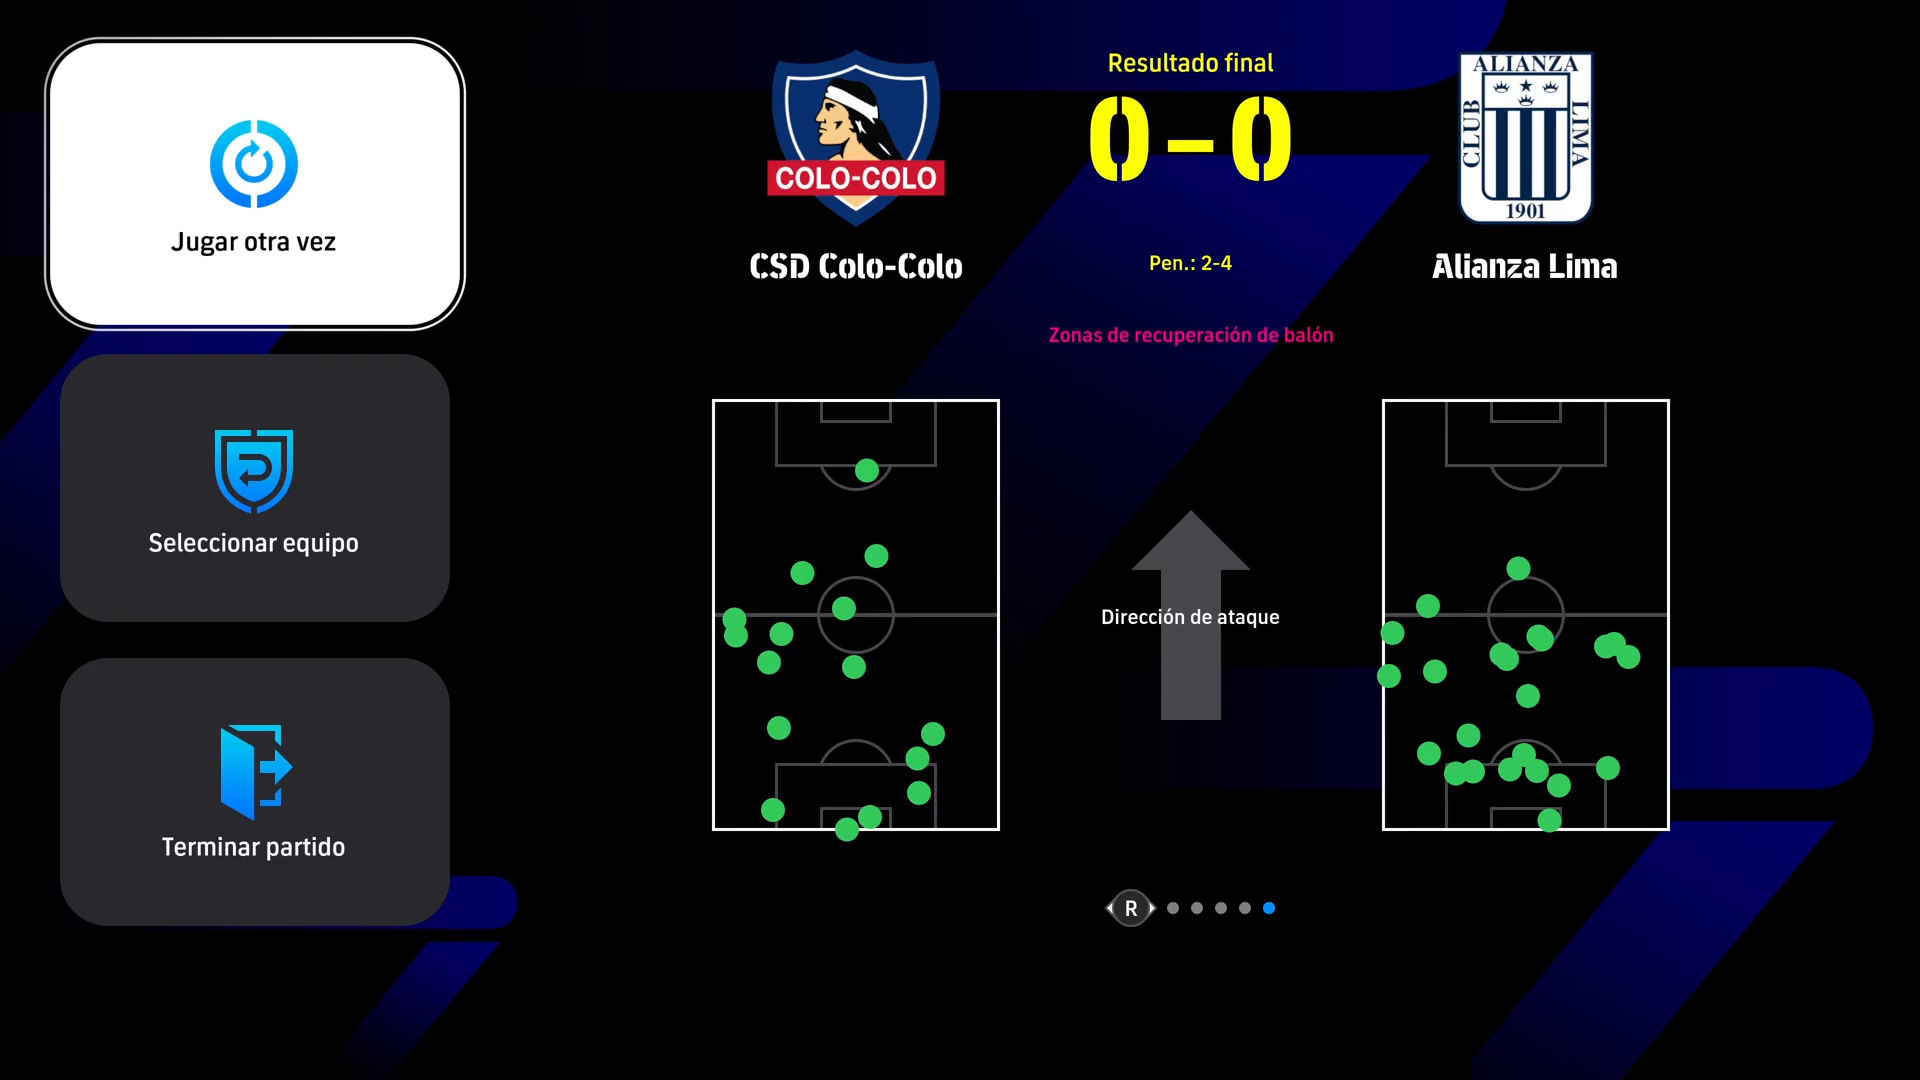 Jugar otra vez
Seleccionar equipo
Terminar partido
COLO-COLO
CSD Colo-Colo
Resultado final
0 – 0
Pen.: 2-4
ALIANZA
CLUB
LIMA
1901
Alianza Lima
Zonas de recuperación de balón
Dirección de ataque
R